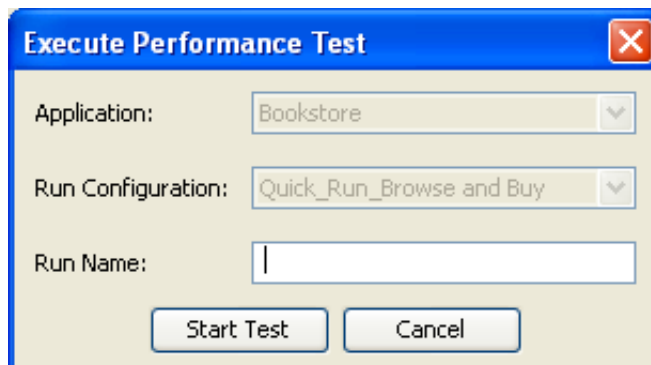 Execute Performance Test
Application: Bookstore
Run Configuration: Quick_Run_Browse and Buy
Run Name:
Start Test Cancel